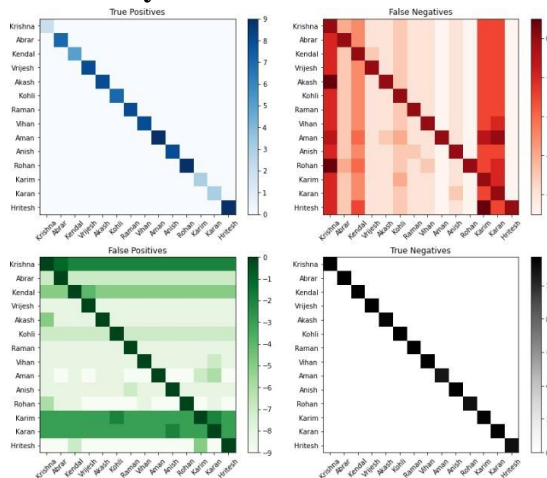 True Positives
Krishna
Abrar
Kendal
Vrijesh
Akash
Kohli
Raman
Vihan
Aman
Anish
Rohan
Karim
Karan
Hritesh
Krishna
Abrar
Kendal
Vrijesh
Akash
Kohli
Raman
Vihan
Aman
Anish
Rohan
Karim
Karan
Hritesh
9
8
7
6
5
4
3
2
1
0
False Negatives
Krishna
Abrar
Kendal
Vrijesh
Akash
Kohli
Raman
Vihan
Aman
Anish
Rohan
Karim
Karan
Hritesh
Krishna
Abrar
Kendal
Vrijesh
Akash
Kohli
Raman
Vihan
Aman
Anish
Rohan
Karim
Karan
Hritesh
False Positives
Krishna
Abrar
Kendal
Vrijesh
Akash
Kohli
Raman
Vihan
Aman
Anish
Rohan
Karim
Karan
Hritesh
Krishna
Abrar
Kendal
Vrijesh
Akash
Kohli
Raman
Vihan
Aman
Anish
Rohan
Karim
Karan
Hritesh
0
−1
−2
−3
−4
−5
−6
−7
−8
−9
True Negatives
Krishna
Abrar
Kendal
Vrijesh
Akash
Kohli
Raman
Vihan
Aman
Anish
Rohan
Karim
Karan
Hritesh
Krishna
Abrar
Kendal
Vrijesh
Akash
Kohli
Raman
Vihan
Aman
Anish
Rohan
Karim
Karan
Hritesh